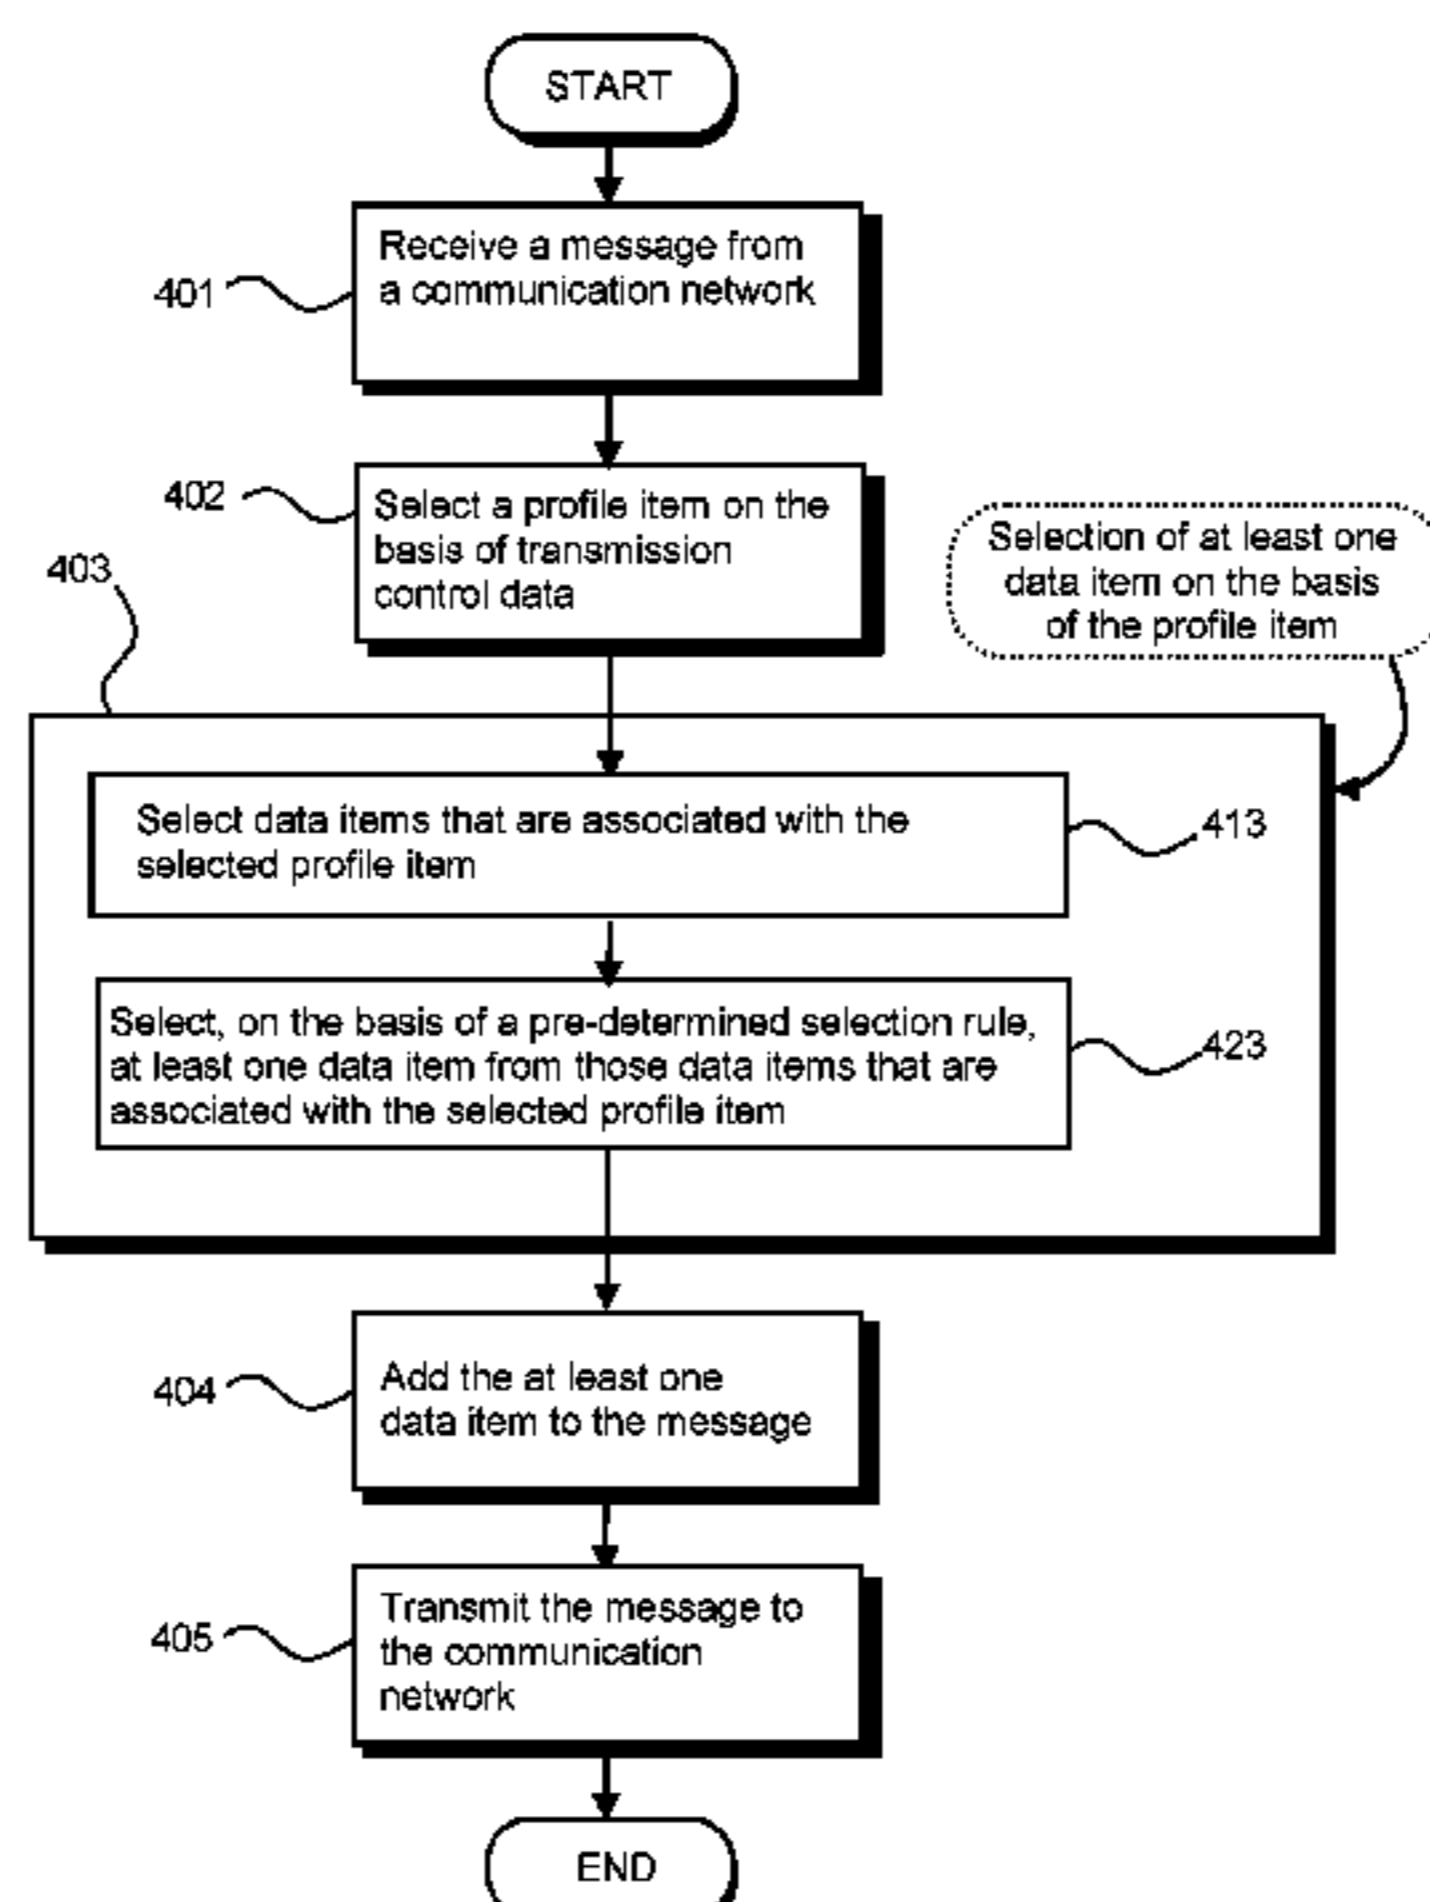 START
401
Receive a message from
a communication network
402
Select a profile item on the
basis of transmission
control data
403
Selection of at least one
data item on the basis
of the profile item
Select data items that are associated with the
selected profile item
413
Select, on the basis of a pre-determined selection rule,
at least one data item from those data items that are
associated with the selected profile item
423
404
Add the at least one
data item to the message
405
Transmit the message to
the communication
network
END